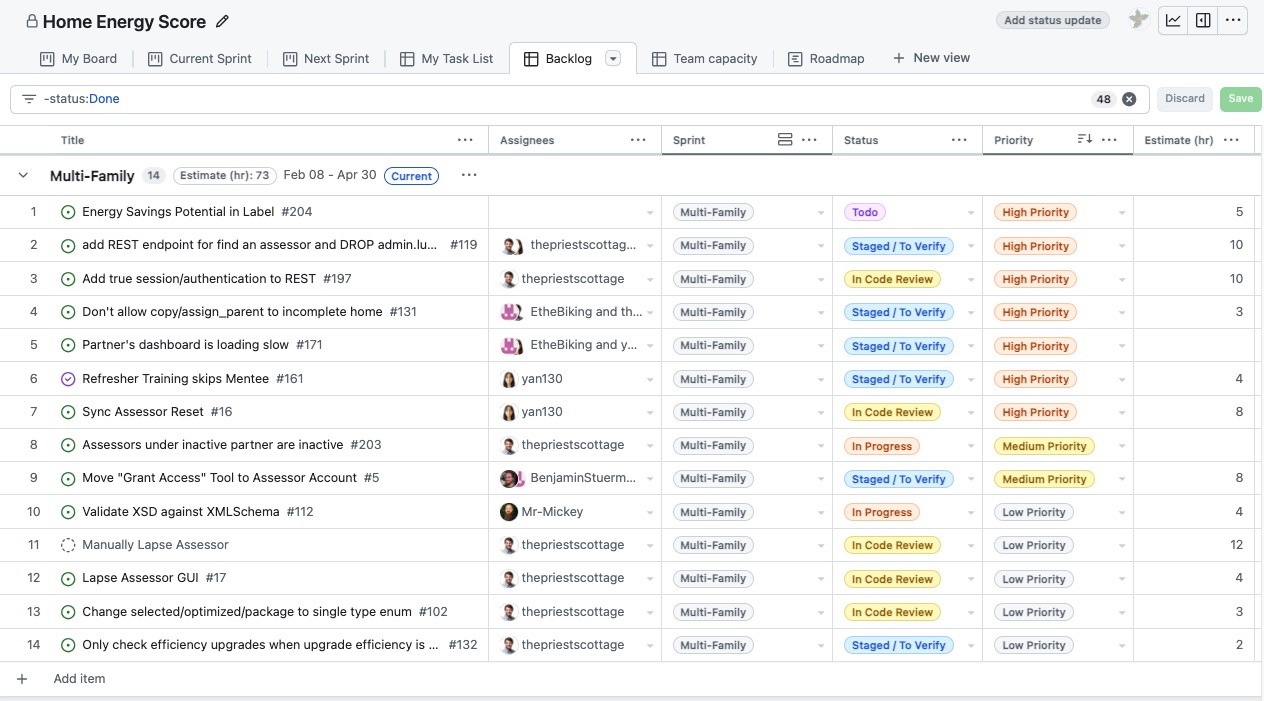 Home Energy Score
Add status update
My Board Current Sprint Next Sprint My Task List Backlog Team capacity Roadmap + New view
-status:Done 48 Discard Save
Title ... Assignees ... Sprint ... Status ... Priority ... Estimate (hr) ...
Multi-Family 14 Estimate (hr): 73 Feb 08 - Apr 30 Current ...
1 Energy Savings Potential in Label #204 Multi-Family Todo High Priority 5
2 add REST endpoint for find an assessor and DROP admin.lu... #119 thepriestscottag... Multi-Family Staged / To Verify High Priority 10
3 Add true session/authentication to REST #197 thepriestscottage Multi-Family In Code Review High Priority 10
4 Don't allow copy/assign_parent to incomplete home #131 EtheBiking and th... Multi-Family Staged / To Verify High Priority 3
5 Partner's dashboard is loading slow #171 EtheBiking and y... Multi-Family Staged / To Verify High Priority
6 Refresher Training skips Mentee #161 yan130 Multi-Family Staged / To Verify High Priority 4
7 Sync Assessor Reset #16 yan130 Multi-Family In Code Review High Priority 8
8 Assessors under inactive partner are inactive #203 thepriestscottage Multi-Family In Progress Medium Priority
9 Move "Grant Access" Tool to Assessor Account #5 BenjaminStuerm... Multi-Family Staged / To Verify Medium Priority 8
10 Validate XSD against XMLSchema #112 Mr-Mickey Multi-Family In Progress Low Priority 4
11 Manually Lapse Assessor thepriestscottage Multi-Family In Code Review Low Priority 12
12 Lapse Assessor GUI #17 thepriestscottage Multi-Family In Code Review Low Priority 4
13 Change selected/optimized/package to single type enum #102 thepriestscottage Multi-Family In Code Review Low Priority 3
14 Only check efficiency upgrades when upgrade efficiency is ... #132 thepriestscottage Multi-Family Staged / To Verify Low Priority 2
+ Add item